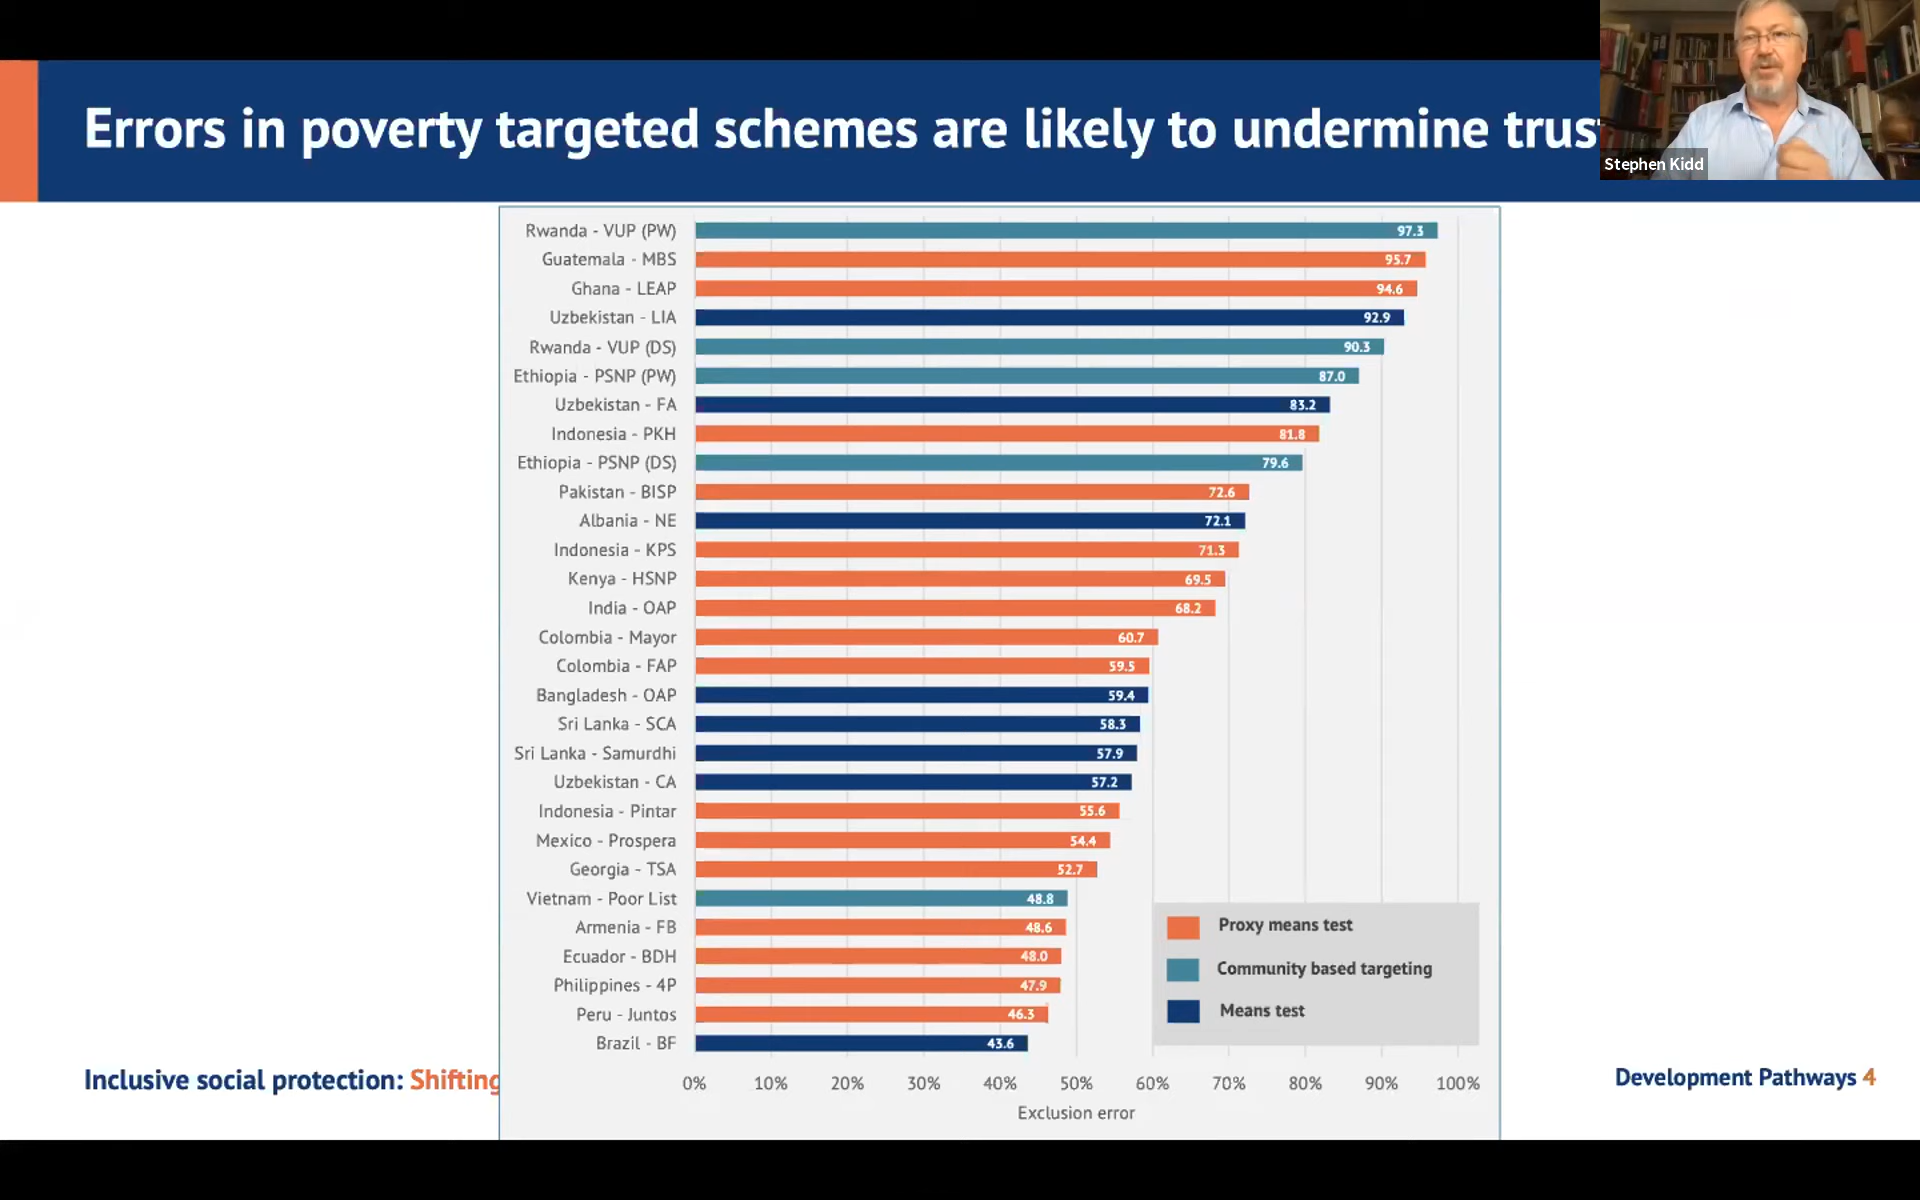 Errors in poverty targeted schemes are likely to undermine trus
Stephen Kidd
Rwanda - VUP (PW) 97.3
Guatemala - MBS 95.7
Ghana - LEAP 94.6
Uzbekistan - LIA 92.9
Rwanda - VUP (DS) 90.3
Ethiopia - PSNP (PW) 87.0
Uzbekistan - FA 83.2
Indonesia - PKH 81.8
Ethiopia - PSNP (DS) 79.6
Pakistan - BISP 72.6
Albania - NE 72.1
Indonesia - KPS 71.3
Kenya - HSNP 69.5
India - OAP 68.2
Colombia - Mayor 60.7
Colombia - FAP 59.5
Bangladesh - OAP 59.4
Sri Lanka - SCA 58.3
Sri Lanka - Samurdhi 57.9
Uzbekistan - CA 57.2
Indonesia - Pintar 55.6
Mexico - Prospera 54.4
Georgia - TSA 52.7
Vietnam - Poor List 48.8
Armenia - FB 48.6
Ecuador - BDH 48.0
Philippines - 4P 47.9
Peru - Juntos 46.3
Brazil - BF 43.6
Proxy means test
Community based targeting
Means test
0% 10% 20% 30% 40% 50% 60% 70% 80% 90% 100%
Exclusion error
Inclusive social protection: Shifting
Development Pathways 4